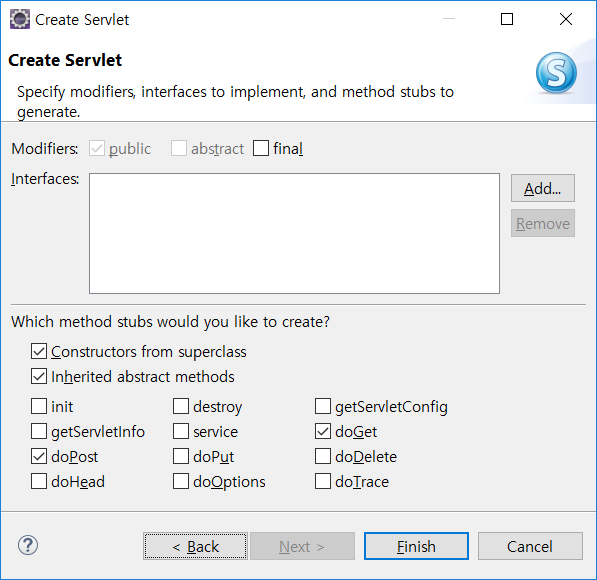 Create Servlet
Create Servlet
Specify modifiers, interfaces to implement, and method stubs to
generate.
Modifiers: public abstract final
Interfaces:
Add...
Remove
Which method stubs would you like to create?
Constructors from superclass
Inherited abstract methods
init destroy getServletConfig
getServletInfo service doGet
doPost doPut doDelete
doHead doOptions doTrace
? < Back Next > Finish Cancel